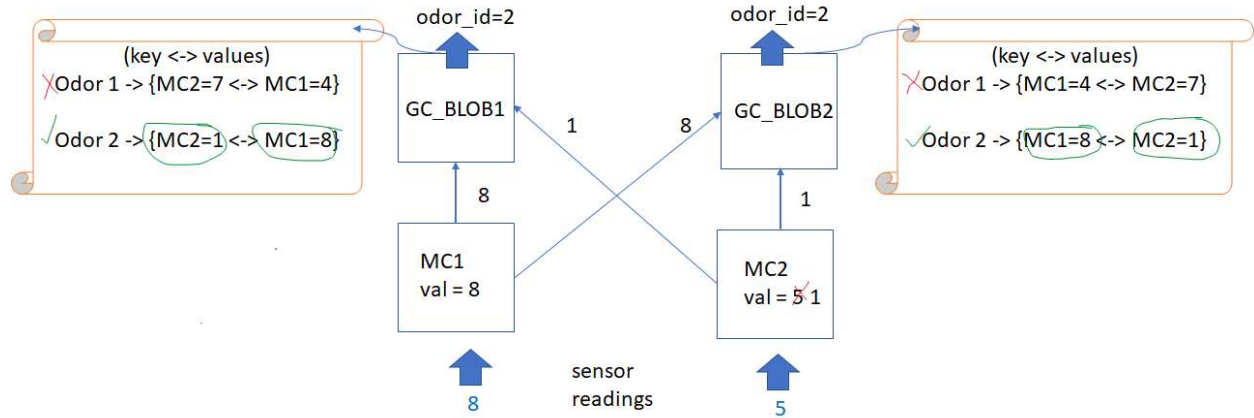 odor_id=2
odor_id=2
(key <-> values)
Odor 1 -> {MC2=7 <-> MC1=4}
Odor 2 -> {MC2=1 <-> MC1=8}
GC_BLOB1
1
8
GC_BLOB2
(key <-> values)
Odor 1 -> {MC1=4 <-> MC2=7}
Odor 2 -> {MC1=8 <-> MC2=1}
8
1
MC1
val = 8
MC2
val = 5 1
8
sensor
readings
5